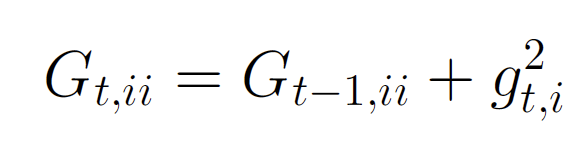 $G_{t,ii} = G_{t-1,ii} + g_{t,i}^{2}$